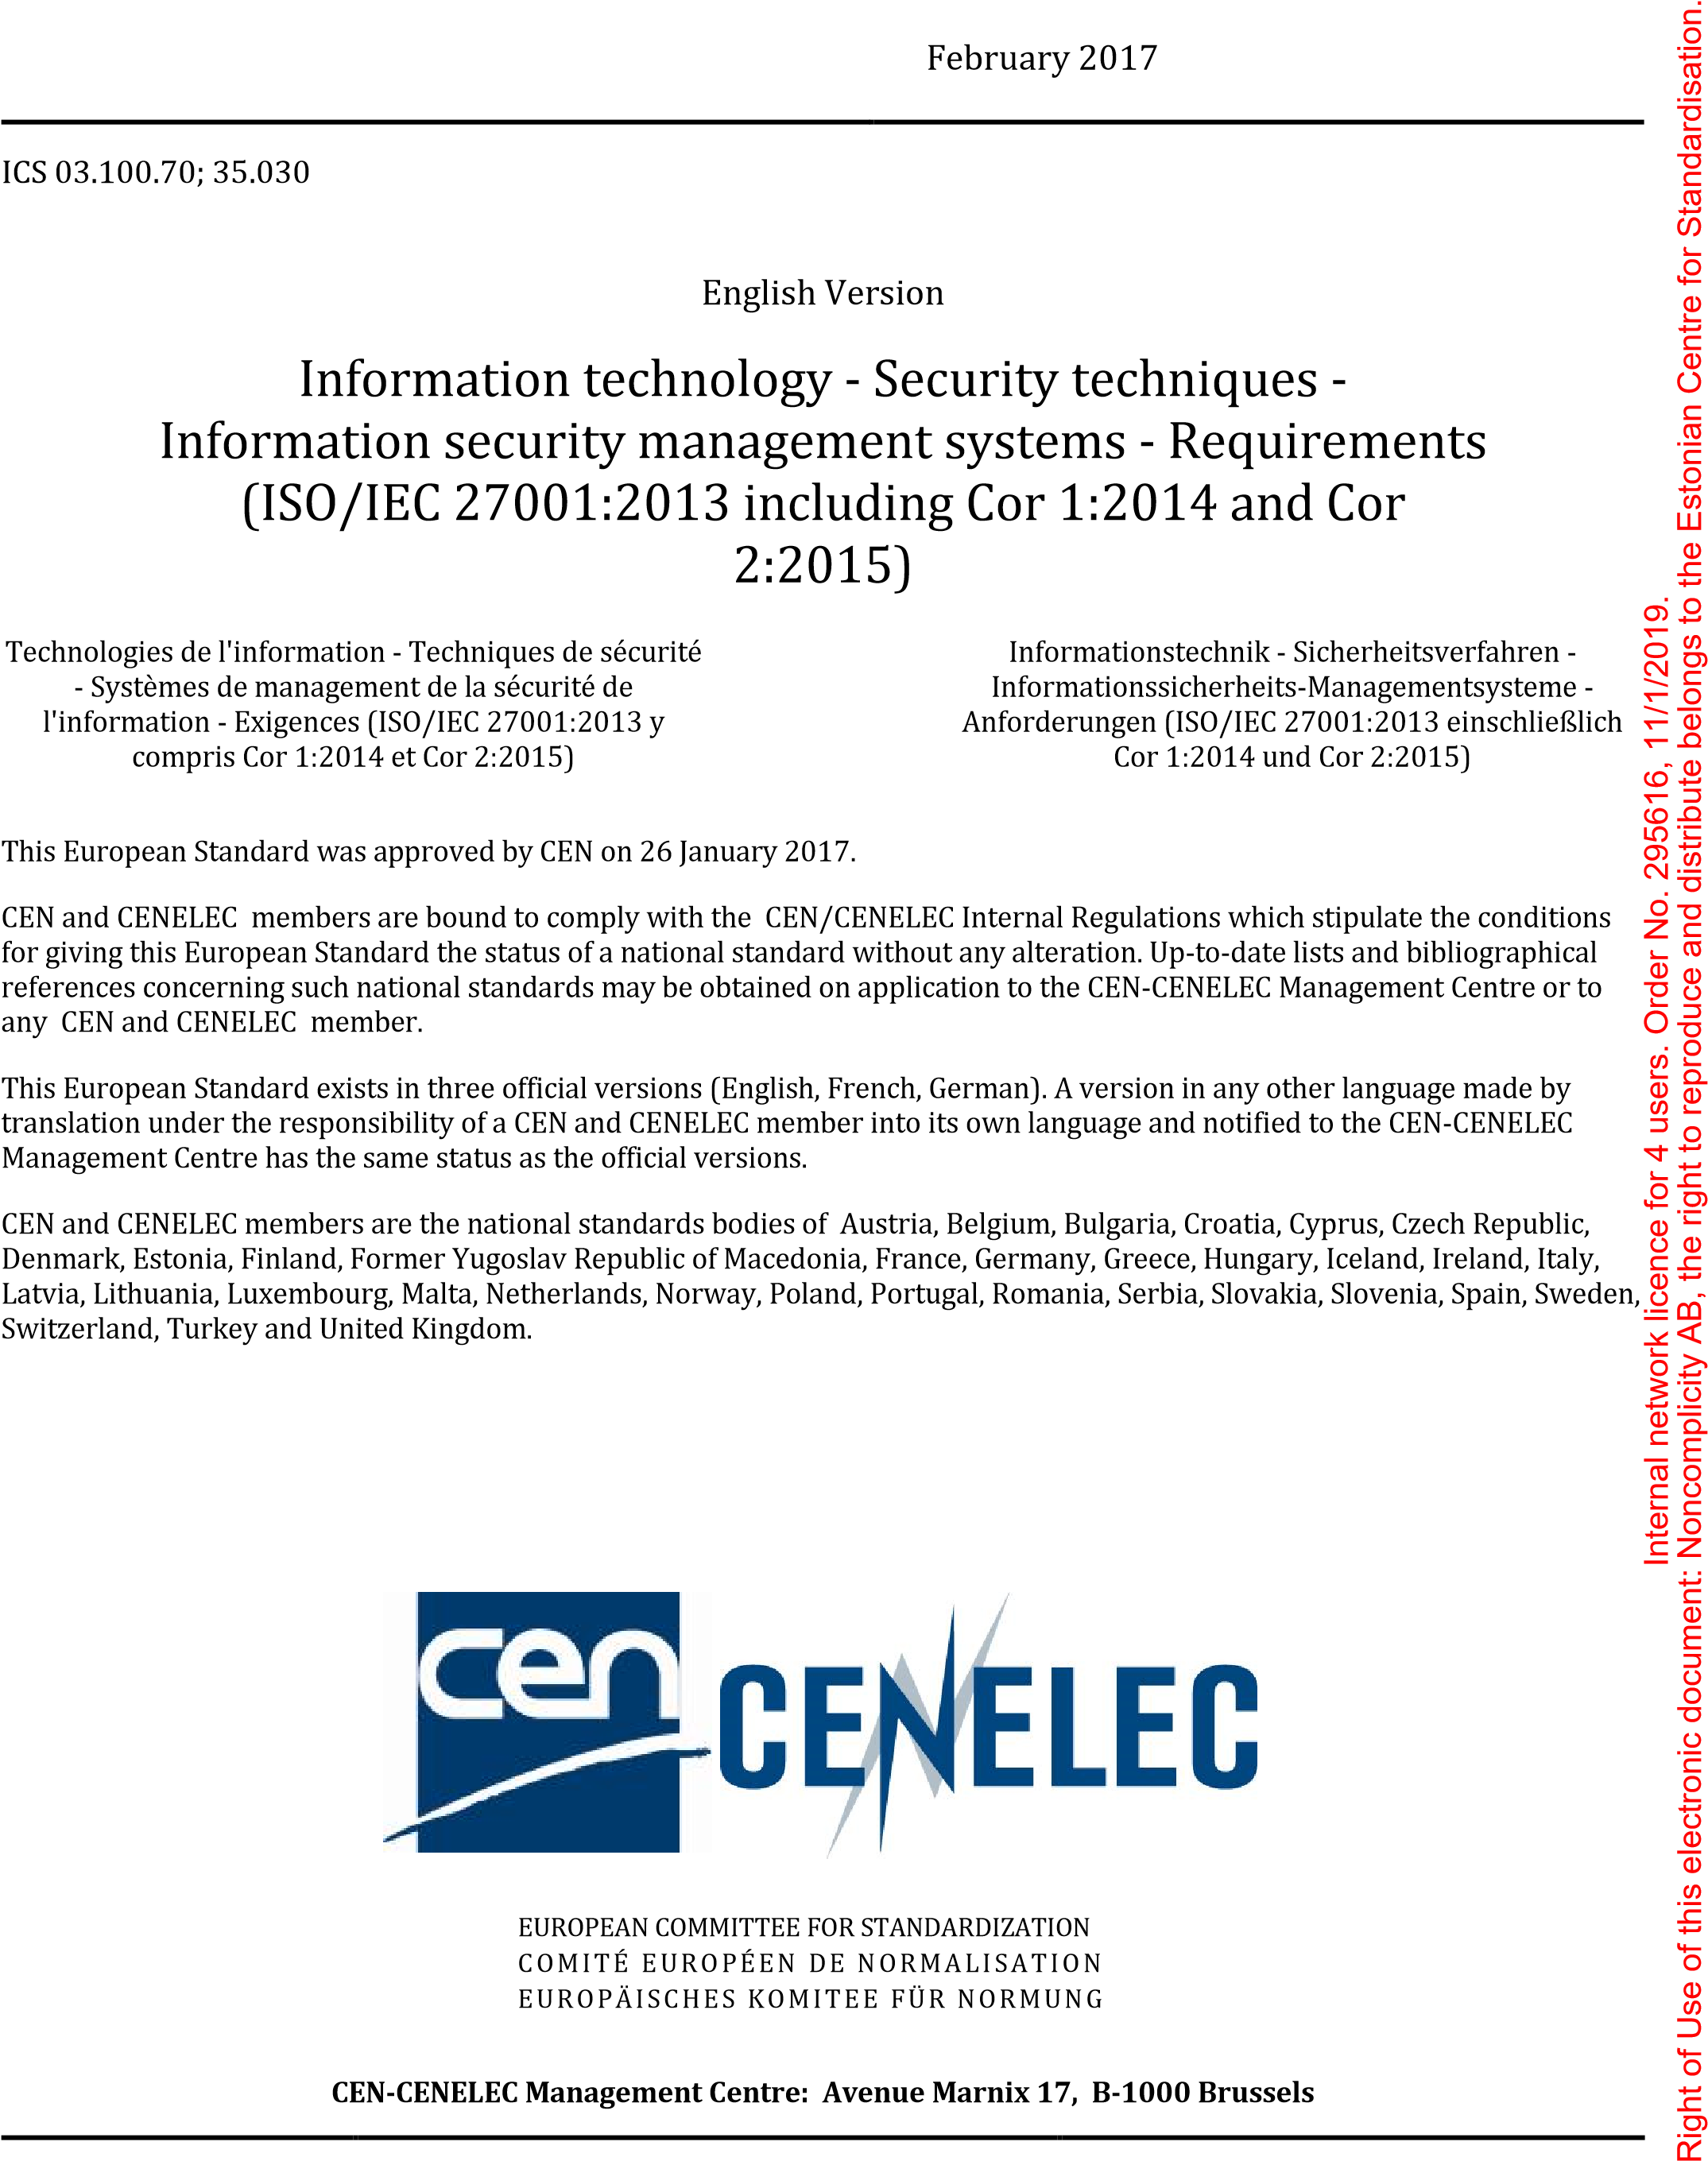 February 2017
ICS 03.100.70; 35.030
English Version
Information technology - Security techniques -
Information security management systems - Requirements
(ISO/IEC 27001:2013 including Cor 1:2014 and Cor
2:2015)
Technologies de l'information - Techniques de sécurité
- Systèmes de management de la sécurité de
l'information - Exigences (ISO/IEC 27001:2013 y
compris Cor 1:2014 et Cor 2:2015)
Informationstechnik - Sicherheitsverfahren -
Informationssicherheits-Managementsysteme -
Anforderungen (ISO/IEC 27001:2013 einschließlich
Cor 1:2014 und Cor 2:2015)
This European Standard was approved by CEN on 26 January 2017.
CEN and CENELEC  members are bound to comply with the  CEN/CENELEC Internal Regulations which stipulate the conditions
for giving this European Standard the status of a national standard without any alteration. Up-to-date lists and bibliographical
references concerning such national standards may be obtained on application to the CEN-CENELEC Management Centre or to
any  CEN and CENELEC  member.
This European Standard exists in three official versions (English, French, German). A version in any other language made by
translation under the responsibility of a CEN and CENELEC member into its own language and notified to the CEN-CENELEC
Management Centre has the same status as the official versions.
CEN and CENELEC members are the national standards bodies of  Austria, Belgium, Bulgaria, Croatia, Cyprus, Czech Republic,
Denmark, Estonia, Finland, Former Yugoslav Republic of Macedonia, France, Germany, Greece, Hungary, Iceland, Ireland, Italy,
Latvia, Lithuania, Luxembourg, Malta, Netherlands, Norway, Poland, Portugal, Romania, Serbia, Slovakia, Slovenia, Spain, Sweden,
Switzerland, Turkey and United Kingdom.
cen
CENELEC
EUROPEAN COMMITTEE FOR STANDARDIZATION
COMITÉ EUROPÉEN DE NORMALISATION
EUROPÄISCHES KOMITEE FÜR NORMUNG
CEN-CENELEC Management Centre:  Avenue Marnix 17,  B-1000 Brussels
Internal network licence for 4 users. Order No. 295616, 11/1/2019.
Right of Use of this electronic document: Noncomplicity AB, the right to reproduce and distribute belongs to the Estonian Centre for Standardisation.